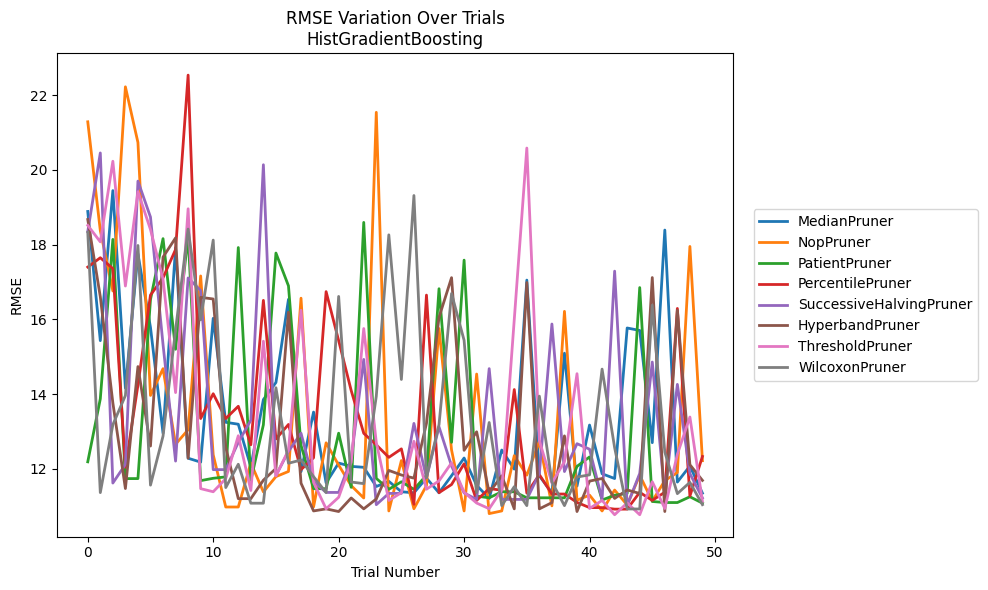 RMSE Variation Over Trials
HistGradientBoosting
RMSE
22
20
18
16
14
12
0
10
20
30
40
50
Trial Number
MedianPruner
NopPruner
PatientPruner
PercentilePruner
SuccessiveHalvingPruner
HyperbandPruner
ThresholdPruner
WilcoxonPruner